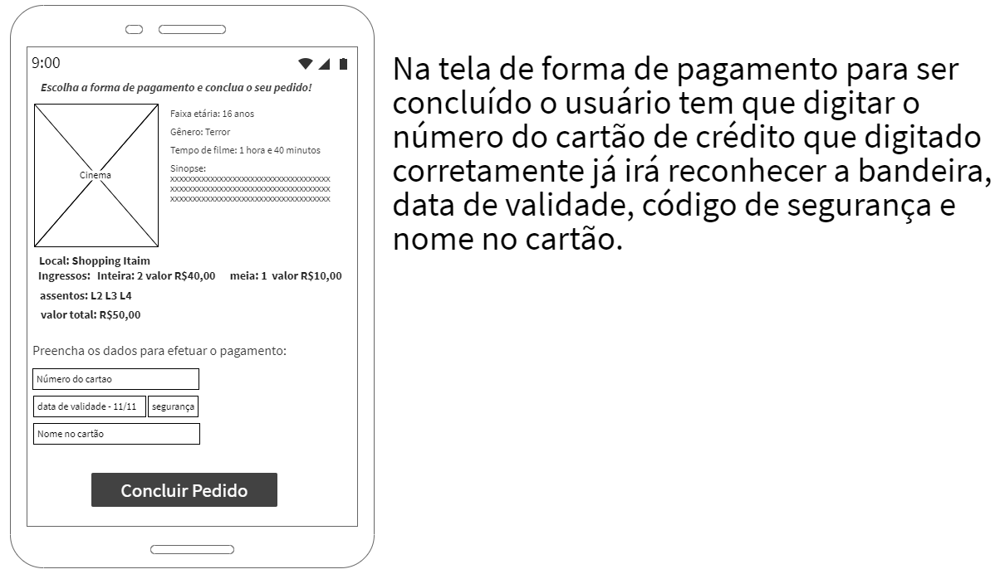 9:00
Escolha a forma de pagamento e conclua o seu pedido!
Cinema
Faixa etária: 16 anos
Gênero: Terror
Tempo de filme: 1 hora e 40 minutos
Sinopse:
xxxxxxxxxxxxxxxxxxxxxxxxxxxxxxxxxxx
xxxxxxxxxxxxxxxxxxxxxxxxxxxxxxxxxxx
xxxxxxxxxxxxxxxxxxxxxxxxxxxxxxxxxxx
Local: Shopping Itaim
Ingressos: Inteira: 2 valor R$40,00 meia: 1 valor R$10,00
assentos: L2 L3 L4
valor total: R$50,00
Preencha os dados para efetuar o pagamento:
Número do cartao
data de validade - 11/11 segurança
Nome no cartão
Concluir Pedido
Na tela de forma de pagamento para ser
concluído o usuário tem que digitar o
número do cartão de crédito que digitado
corretamente já irá reconhecer a bandeira,
data de validade, código de segurança e
nome no cartão.